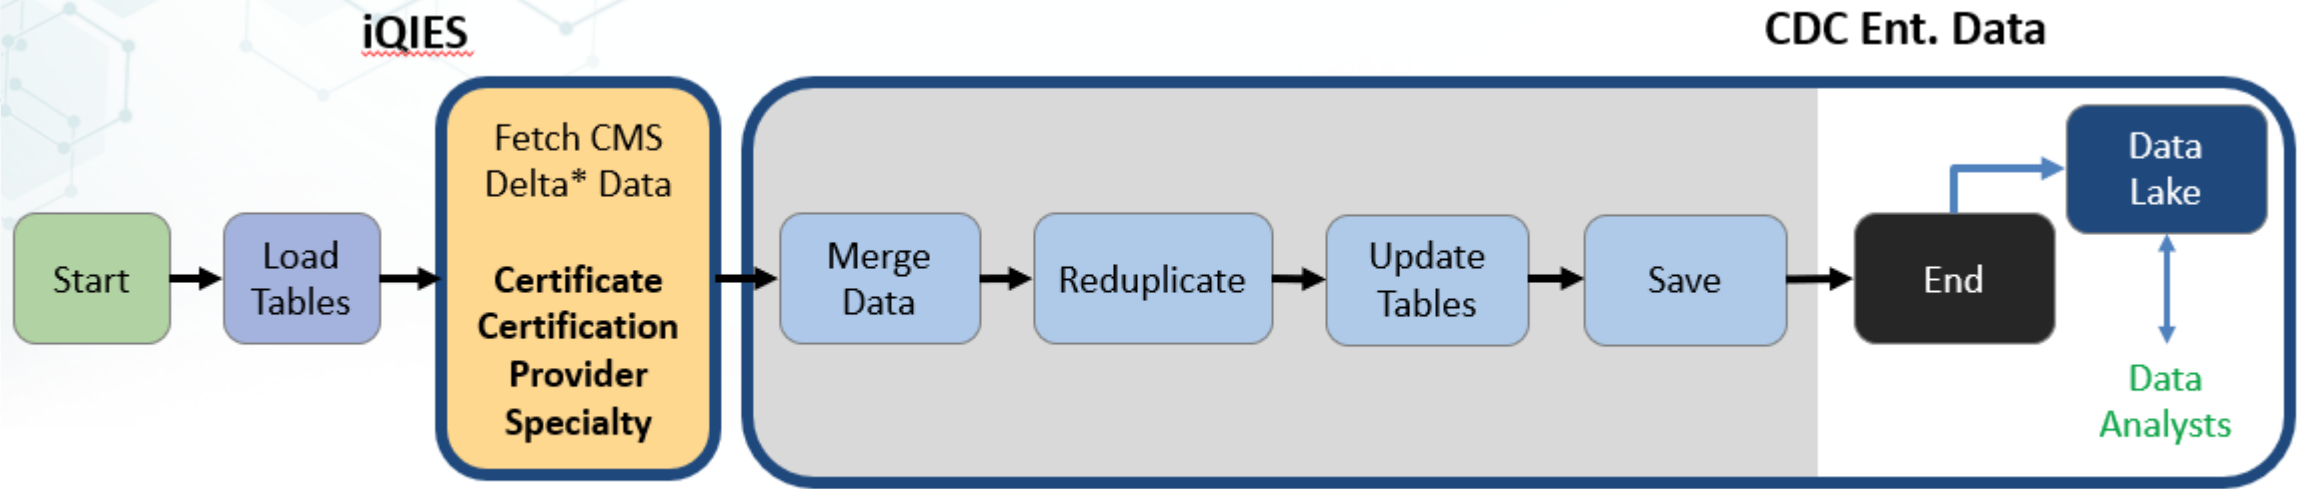 iQIES
CDC Ent. Data
Start
Load
Tables
Fetch CMS
Delta* Data
Certificate
Certification
Provider
Specialty
Merge
Data
Reduplicate
Update
Tables
Save
End
Data
Lake
Data
Analysts